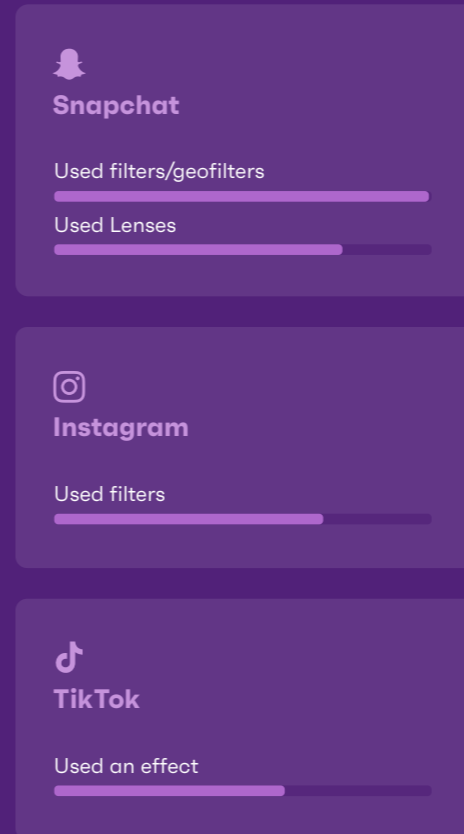 Snapchat
Used filters/geofilters
Used Lenses
Instagram
Used filters
TikTok
Used an effect